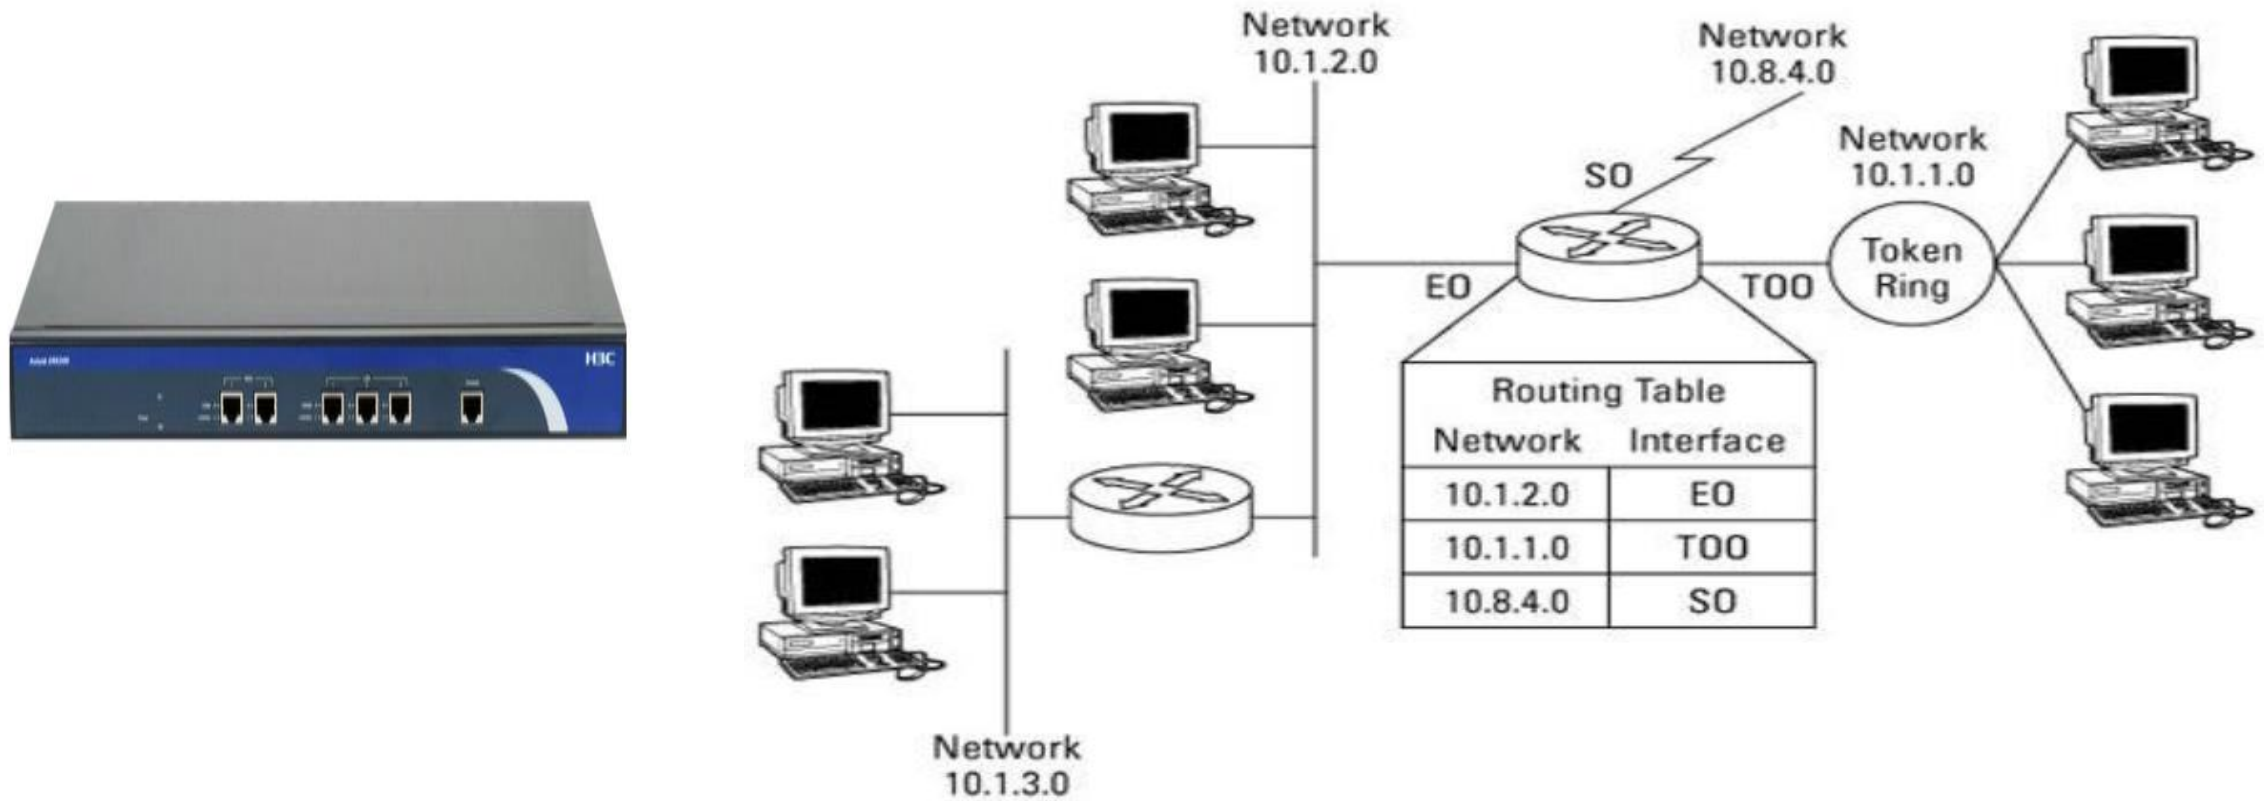 H3C
Network
10.1.2.0
Network
10.8.4.0
Network
10.1.1.0
SO
EO
TOO
Token
Ring
Routing Table
Network Interface
10.1.2.0 EO
10.1.1.0 TOO
10.8.4.0 SO
Network
10.1.3.0